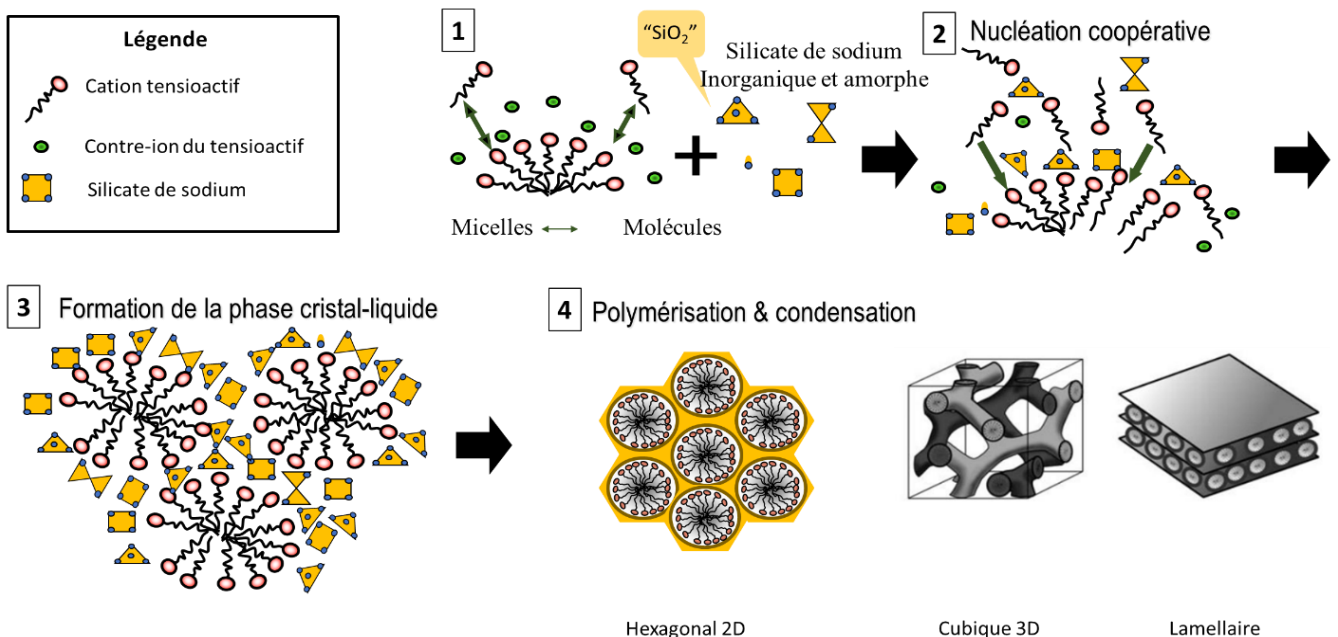 Légende
Cation tensioactif
Contre-ion du tensioactif
Silicate de sodium
1
“SiO2”
Silicate de sodium
Inorganique et amorphe
Micelles
Molécules
2 Nucléation coopérative
3 Formation de la phase cristal-liquide
4 Polymérisation & condensation
Hexagonal 2D
Cubique 3D
Lamellaire